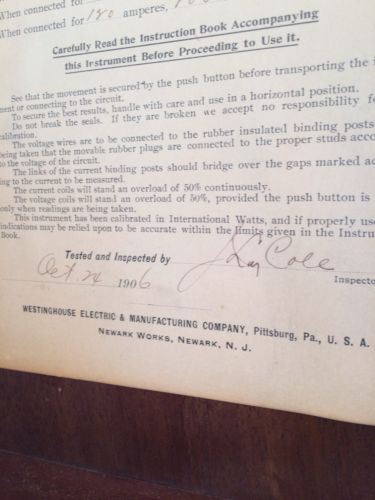 When connected for
When connected for 180 amperes,
Carefully Read the Instruction Book Accompanying
this Instrument Before Proceeding to Use it.
See that the movement is secured by the push button before transporting the i
ment or connecting to the circuit.
To secure the best results, handle with care and use in a horizontal position.
Do not break the seals. If they are broken we accept no responsibility f
calibration.
The voltage wires are to be connected to the rubber insulated binding posts
being taken that the movable rubber plugs are connected to the proper studs acco
to the voltage of the circuit.
The links of the current binding posts should bridge over the gaps marked ac
ing to the current to be measured.
The current coils will stand an overload of 50% continuously.
The voltage coils will stand an overload of 50%, provided the push button is
only when readings are being taken.
This instrument has been calibrated in International Watts, and if properly use
indications may be relied upon to be accurate within the limits given in the Instru
Book.
Tested and Inspected by
Cole
Oct. 24 1906
Inspecto
WESTINGHOUSE ELECTRIC & MANUFACTURING COMPANY, Pittsburg, Pa., U. S. A.
NEWARK WORKS, NEWARK, N. J.